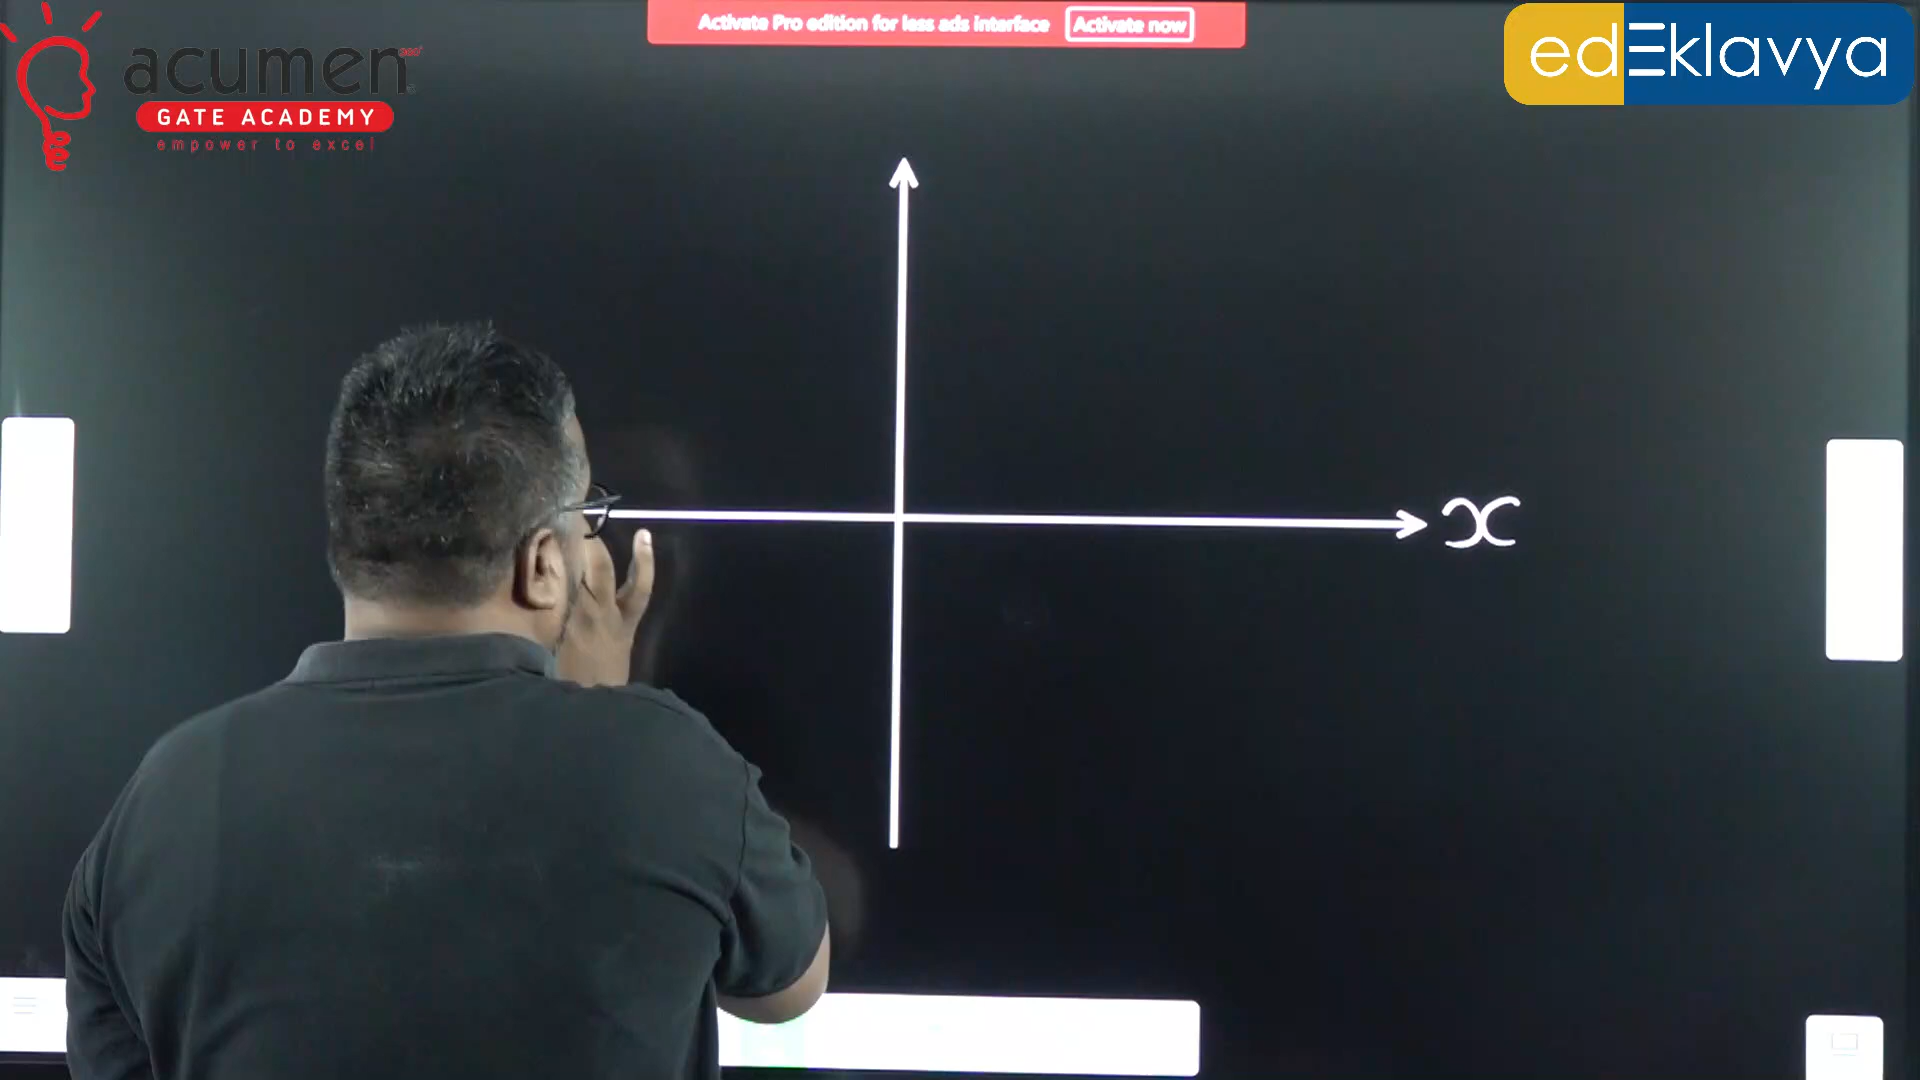 Activate Pro edition for less ads interface Activate now
acumen
GATE ACADEMY
empower to excel
edEklavya
x